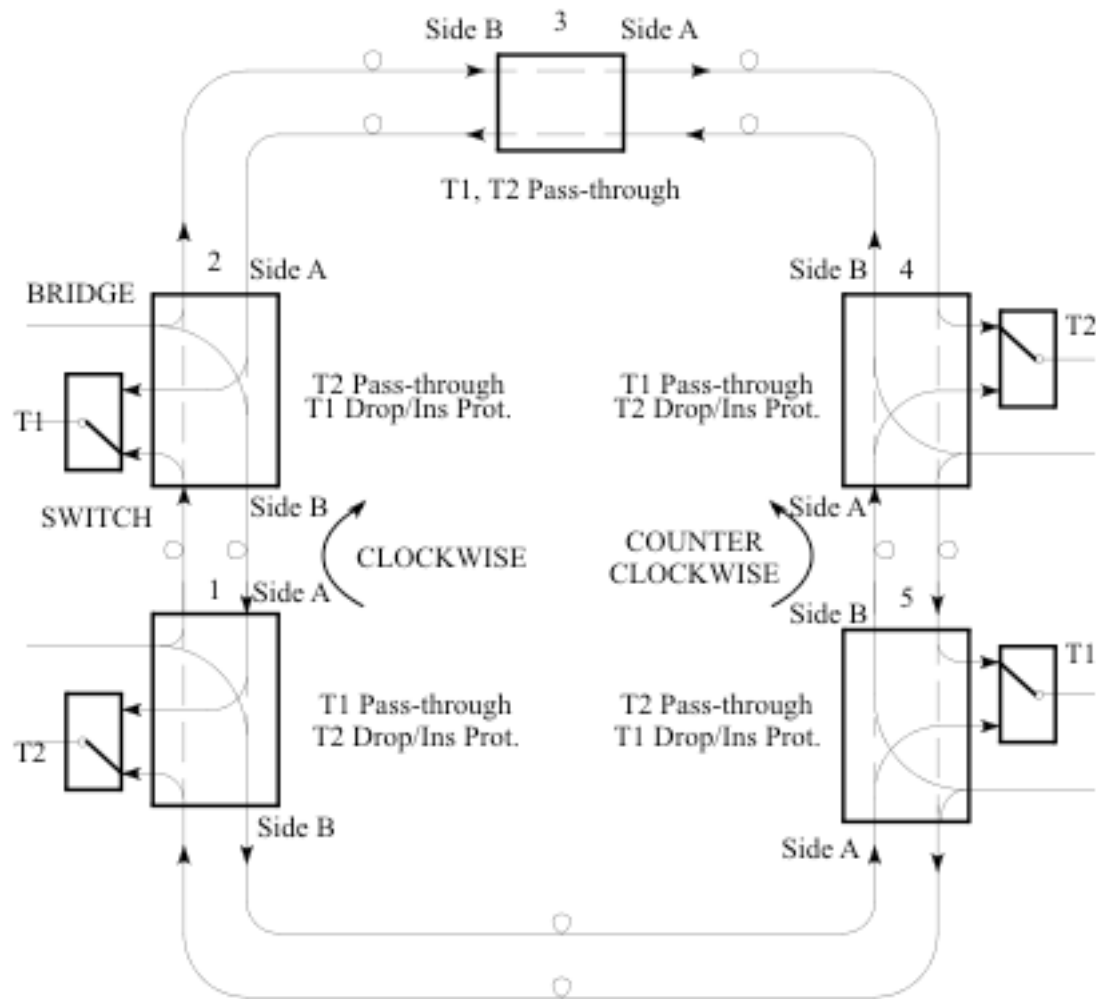 3
Side B
Side A
T1, T2 Pass-through
2
Side A
BRIDGE
T2 Pass-through
T1 Drop/Ins Prot.
T1
Side B
SWITCH
Side B
4
T2
T1 Pass-through
T2 Drop/Ins Prot.
Side A
CLOCKWISE
COUNTER
CLOCKWISE
1
Side A
T1 Pass-through
T2 Drop/Ins Prot.
T2
Side B
Side B
5
T1
T2 Pass-through
T1 Drop/Ins Prot.
Side A